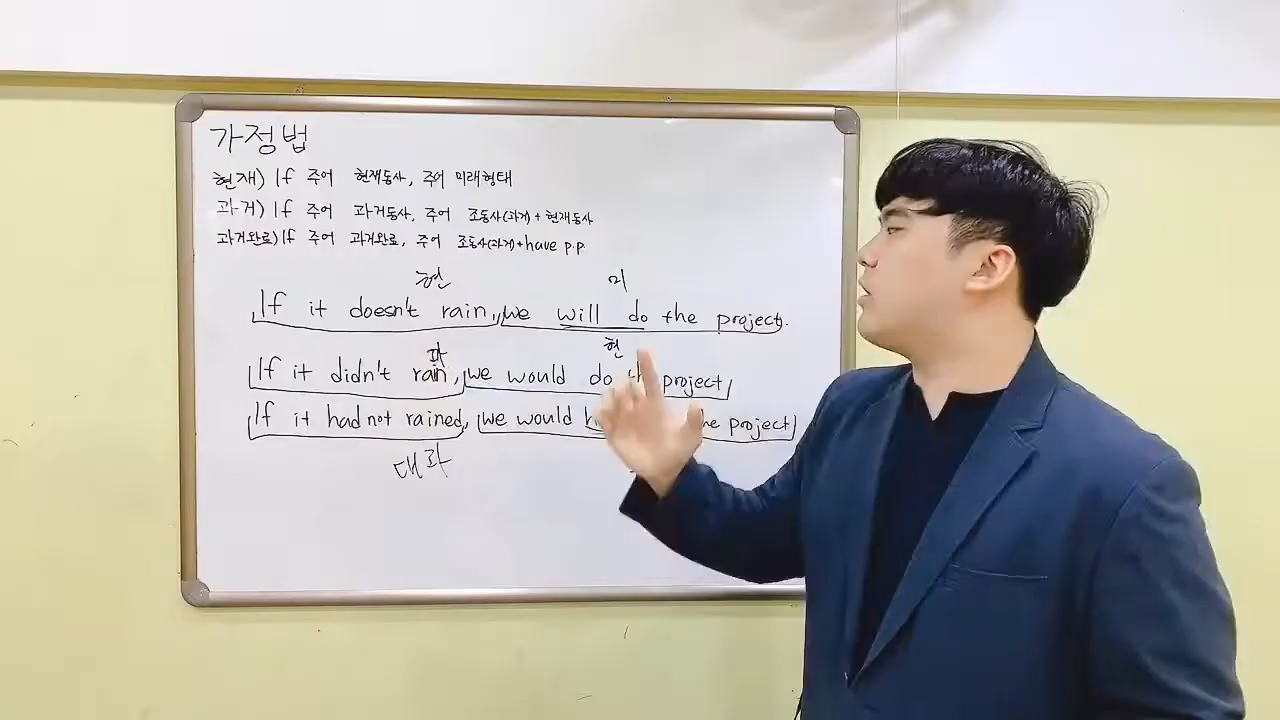 가정법
현재) If 주어 현재동사, 주어 미래형태
과거) If 주어 과거동사, 주어 조동사(과거) + 현재동사
과거완료) If 주어 과거완료, 주어 조동사(과거) + have p.p
현 미
If it doesn't rain, we will do the project.
과 현
If it didn't rain, we would do project
If it had not rained, we would project
대과